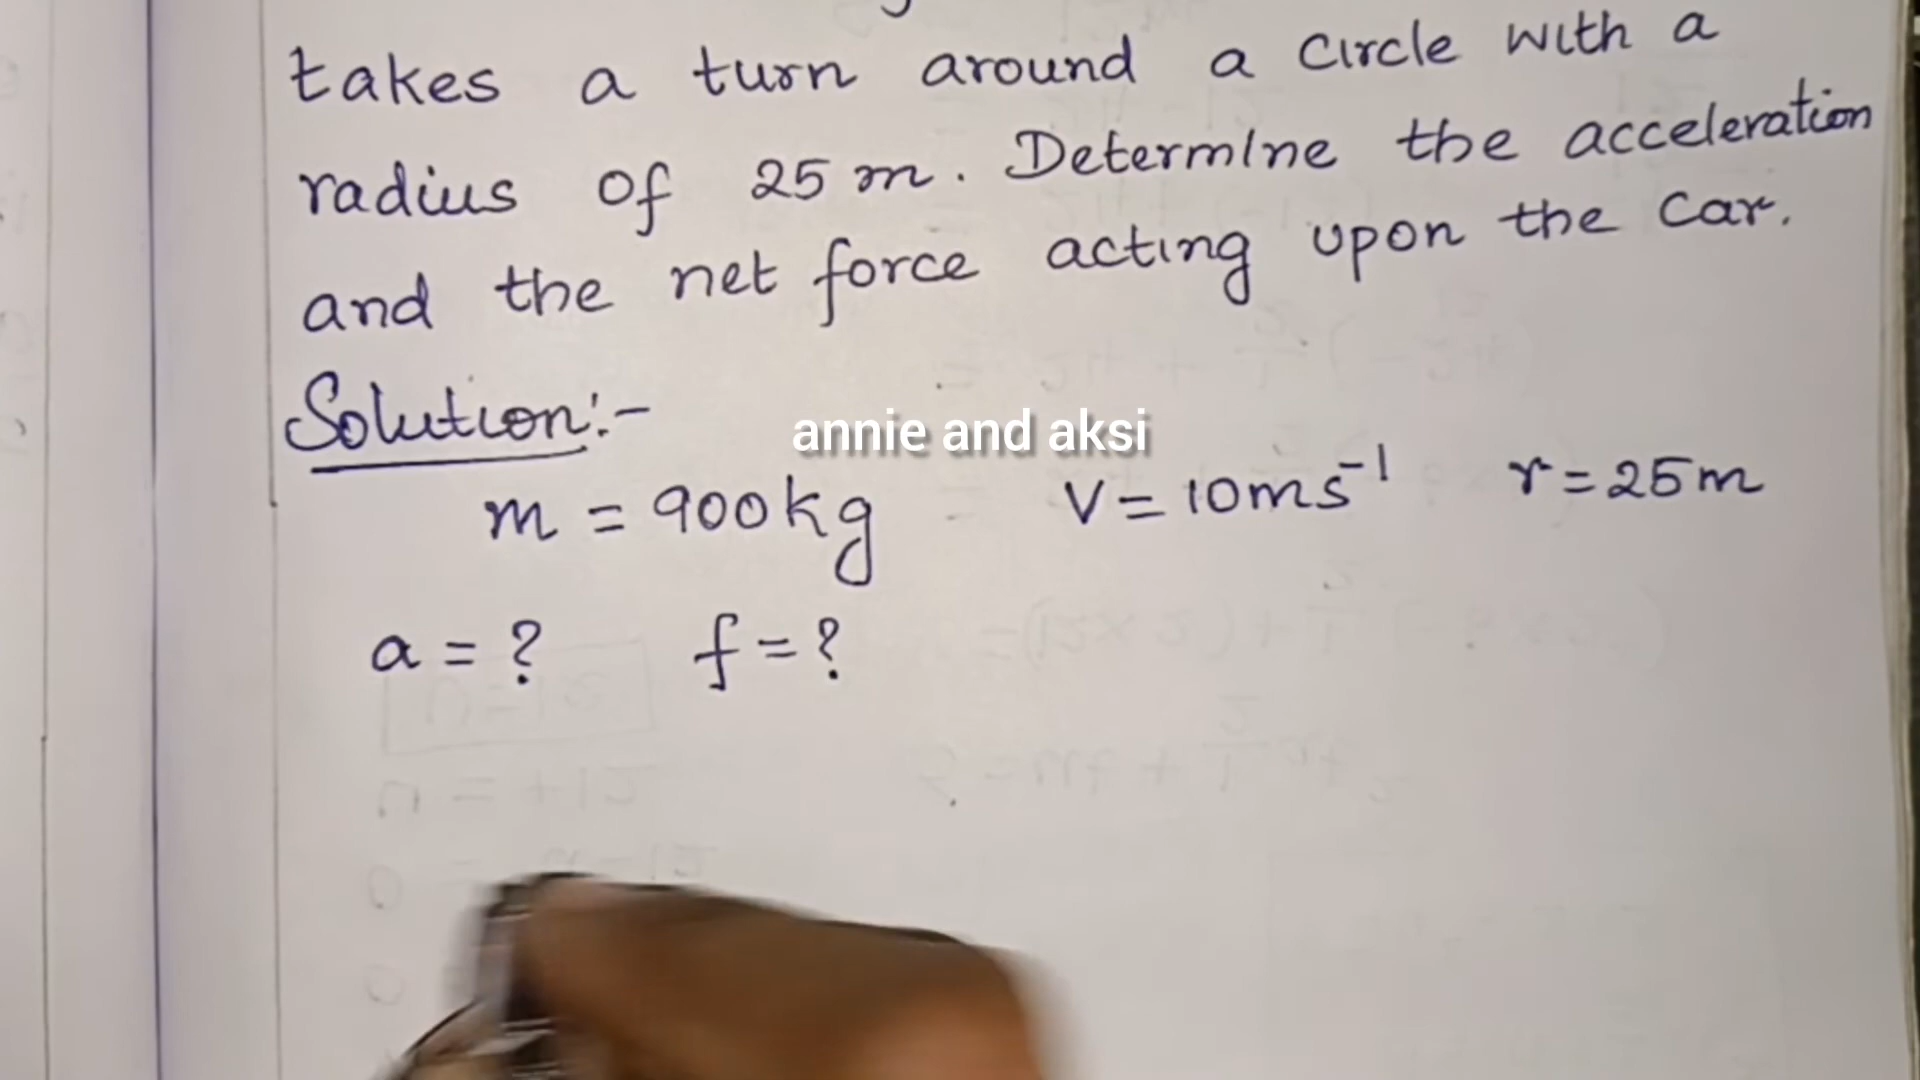 takes a turn around a circle with a
radius of 25 m. Determine the acceleration
and the net force acting upon the car.
Solution:-
annie and aksi
m = 900kg v = 10ms⁻¹ r = 25m
a = ? f = ?